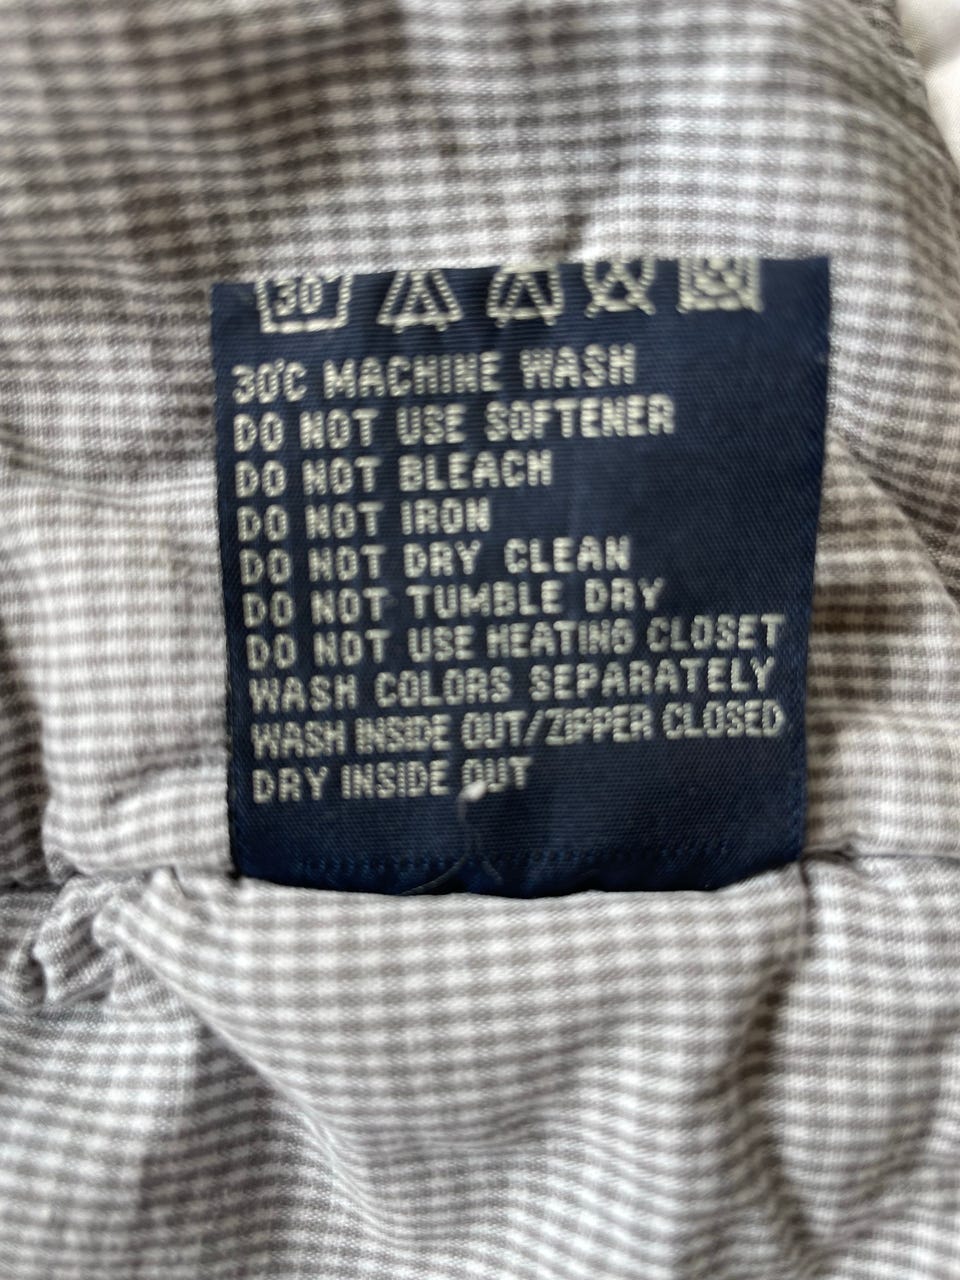 30
30°C MACHINE WASH
DO NOT USE SOFTENER
DO NOT BLEACH
DO NOT IRON
DO NOT DRY CLEAN
DO NOT TUMBLE DRY
DO NOT USE HEATING CLOSET
WASH COLORS SEPARATELY
WASH INSIDE OUT/ZIPPER CLOSED
DRY INSIDE OUT